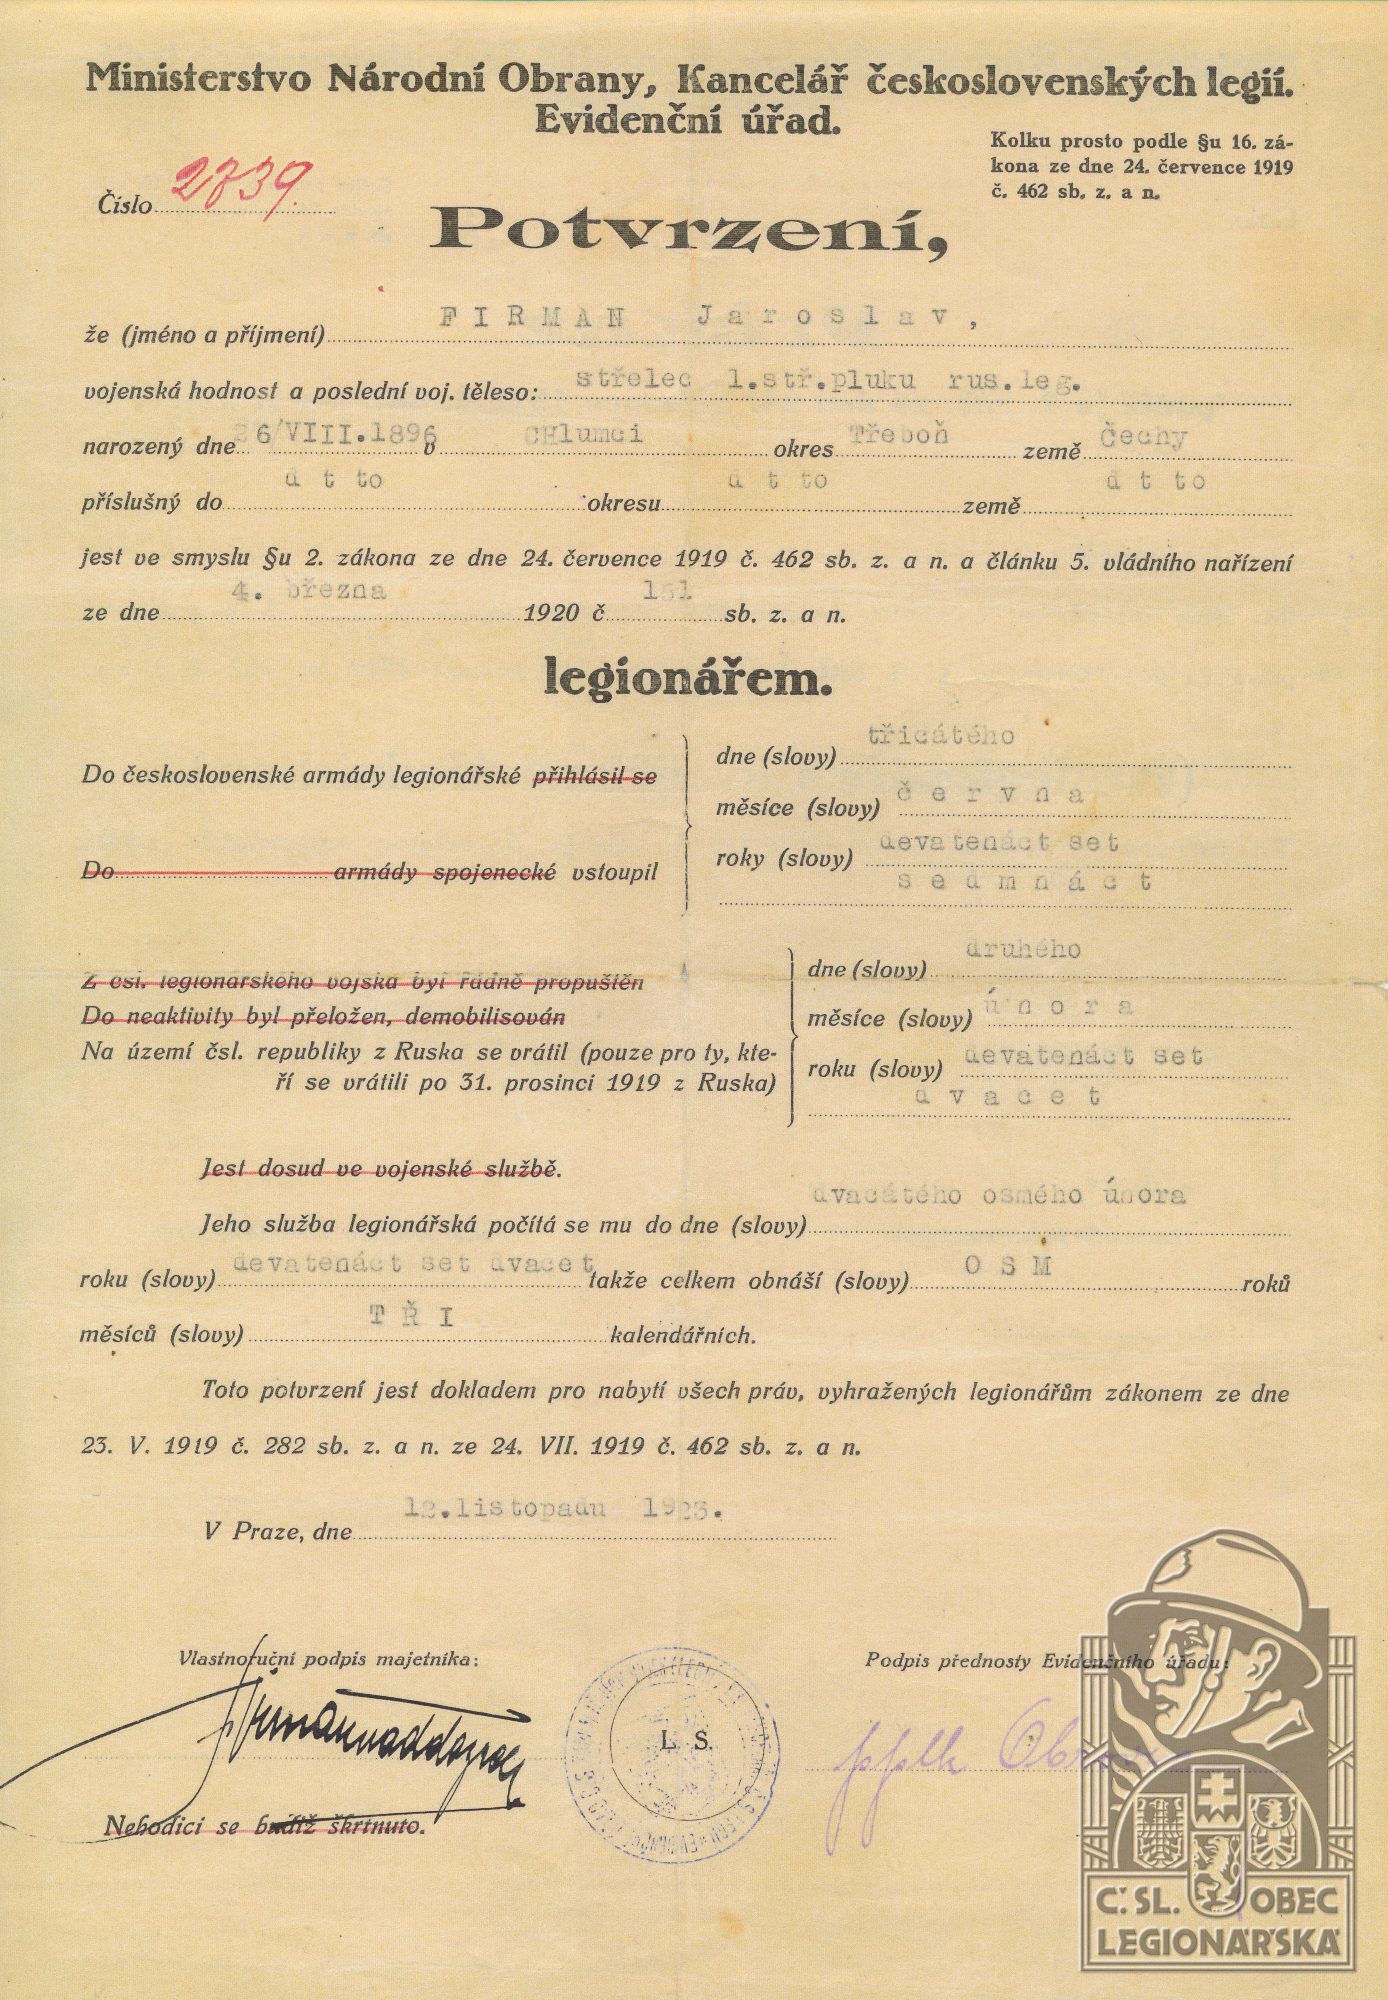 Ministerstvo Národní Obrany, Kancelář československých legií.
Evidenční úřad.
Kolku prosto podle §u 16. zá-
kona ze dne 24. července 1919
č. 462 sb. z. a n.
Číslo 2739.
Potvrzení,
že (jméno a příjmení) FIRMAN Jaroslav,
vojenská hodnost a poslední voj. těleso: střelec 1.stř.pluku rus.leg.
narozený dne 26/VIII.1896 v CHlumci okres Třeboň země Čechy
příslušný do dtto okresu dtto země dtto
jest ve smyslu §u 2. zákona ze dne 24. července 1919 č. 462 sb. z. a n. a článku 5. vládního nařízení
ze dne 4. března 1920 č 151 sb. z. a n.
legionářem.
Do československé armády legionářské přihlásil se
Do armády spojenecké vstoupil
dne (slovy) třicátého
měsíce (slovy) června
roky (slovy) devatenáct set
sedmnáct
Z čsl. legionářského vojska byl řádně propuštěn
Do neaktivity byl přeložen, demobilisován
Na území čsl. republiky z Ruska se vrátil (pouze pro ty, kte-
ří se vrátili po 31. prosinci 1919 z Ruska)
dne (slovy) druhého
měsíce (slovy) února
roku (slovy) devatenáct set
dvacet
Jest dosud ve vojenské službě.
Jeho služba legionářská počítá se mu do dne (slovy) dvacátého osmého února
roku (slovy) devatenáct set dvacet takže celkem obnáší (slovy) OSM roků
měsíců (slovy) TŘI kalendářních.
Toto potvrzení jest dokladem pro nabytí všech práv, vyhražených legionářům zákonem ze dne
23. V. 1919 č. 282 sb. z. a n. ze 24. VII. 1919 č. 462 sb. z. a n.
V Praze, dne 12.listopadu 1923.
Vlastnoruční podpis majetníka:
Podpis přednosty Evidenčního úřadu:
L. S.
pplk
Nehodící se budiž škrtnuto.
Č.SL. OBEC
LEGIONÁŘSKÁ